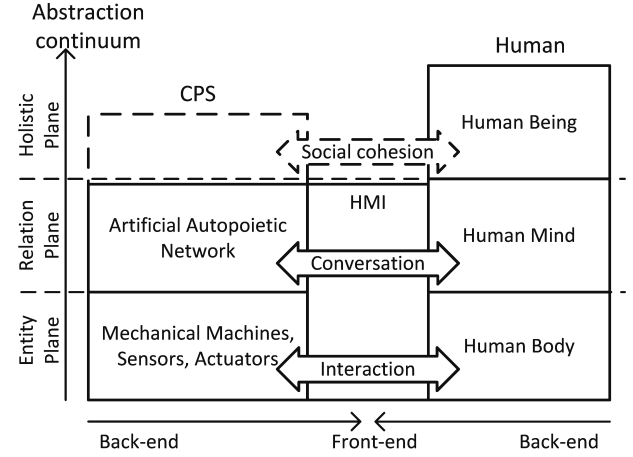 Abstraction
continuum
Human
CPS
Holistic
Plane
Human Being
Social cohesion
HMI
Relation
Plane
Artificial Autopoietic
Network
Human Mind
Conversation
Entity
Plane
Mechanical Machines,
Sensors, Actuators
Human Body
Interaction
Back-end
Front-end
Back-end